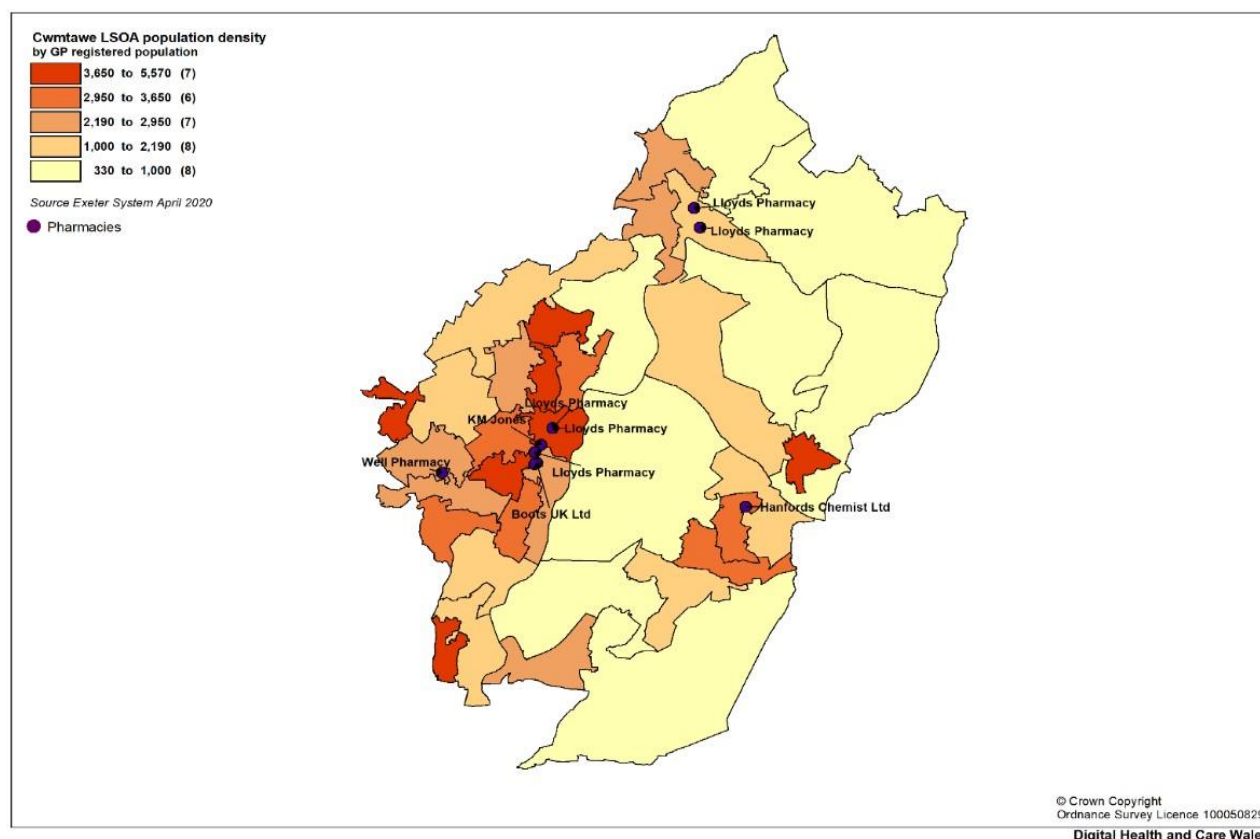 Cwmtawe LSOA population density
by GP registered population
3,650 to 5,570 (7)
2,950 to 3,650 (6)
2,190 to 2,950 (7)
1,000 to 2,190 (8)
330 to 1,000 (8)
Source Exeter System April 2020
Pharmacies
Lloyds Pharmacy
Lloyds Pharmacy
Lloyds Pharmacy
KM Jones
Lloyds Pharmacy
Well Pharmacy
Lloyds Pharmacy
Boots UK Ltd
Hanfords Chemist Ltd
© Crown Copyright
Ordnance Survey Licence 10005082
Digital Health and Care Wale